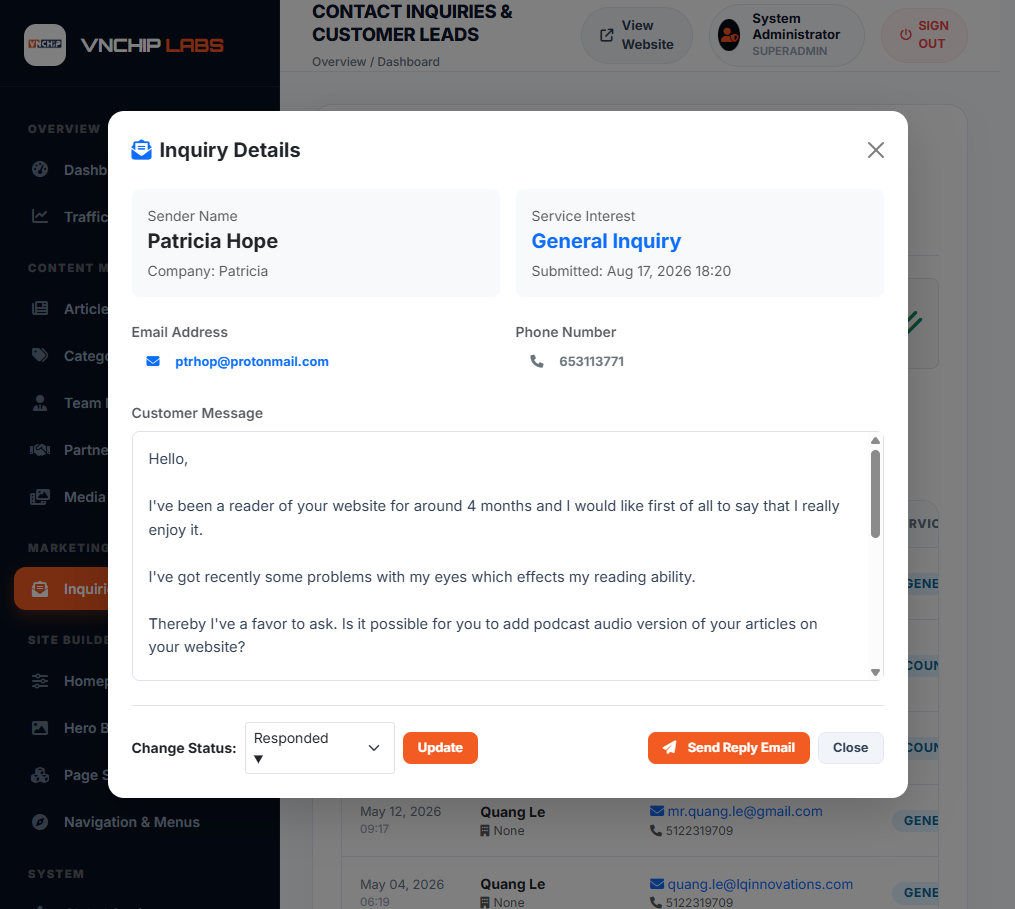 VNCHIP
VNCHIP LABS
CONTACT INQUIRIES &
CUSTOMER LEADS
Overview / Dashboard
View
Website
System
Administrator
SUPERADMIN
SIGN
OUT
OVERVIEW
Dashb
Traffic
CONTENT M
Article
Catego
Team
Partne
Media
MARKETING
Inquiri
SITE BUILDE
Homep
Hero B
Page S
Navigation & Menus
SYSTEM
Inquiry Details
Sender Name
Patricia Hope
Company: Patricia
Service Interest
General Inquiry
Submitted: Aug 17, 2026 18:20
Email Address
ptrhop@protonmail.com
Phone Number
653113771
Customer Message
Hello,
I've been a reader of your website for around 4 months and I would like first of all to say that I really
enjoy it.
I've got recently some problems with my eyes which effects my reading ability.
Thereby I've a favor to ask. Is it possible for you to add podcast audio version of your articles on
your website?
Change Status:
Responded
▼
Update
Send Reply Email
Close
RVIC
GENE
COUN
COUN
May 12, 2026
09:17
Quang Le
None
mr.quang.le@gmail.com
5122319709
GENE
May 04, 2026
06:19
Quang Le
None
quang.le@lqinnovations.com
5122319709
GENE